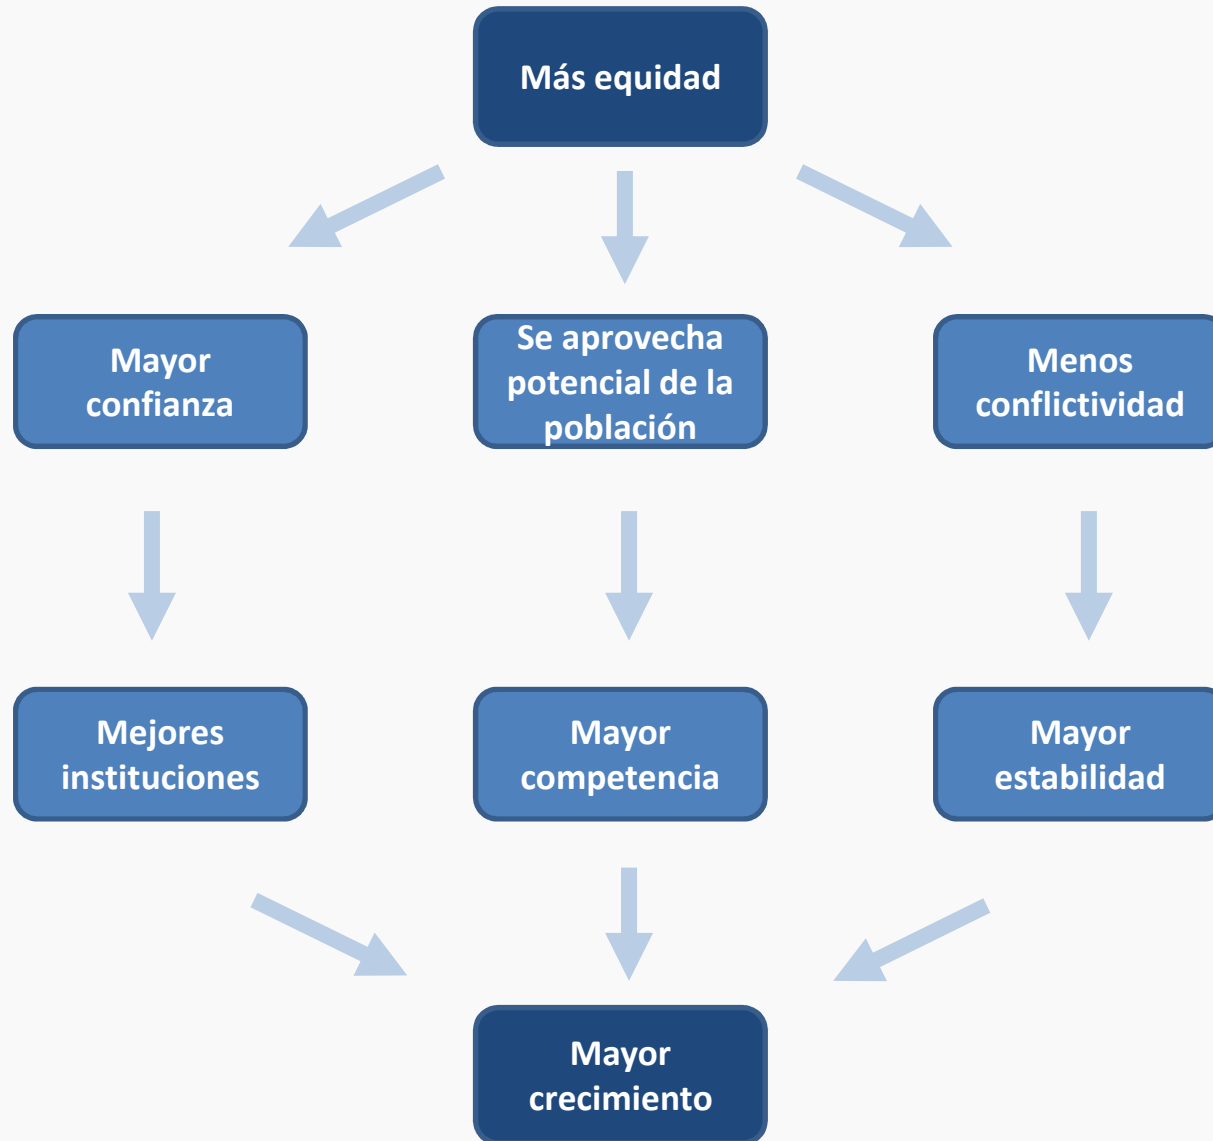 Más equidad
Mayor
confianza
Se aprovecha
potencial de la
población
Menos
conflictividad
Mejores
instituciones
Mayor
competencia
Mayor
estabilidad
Mayor
crecimiento